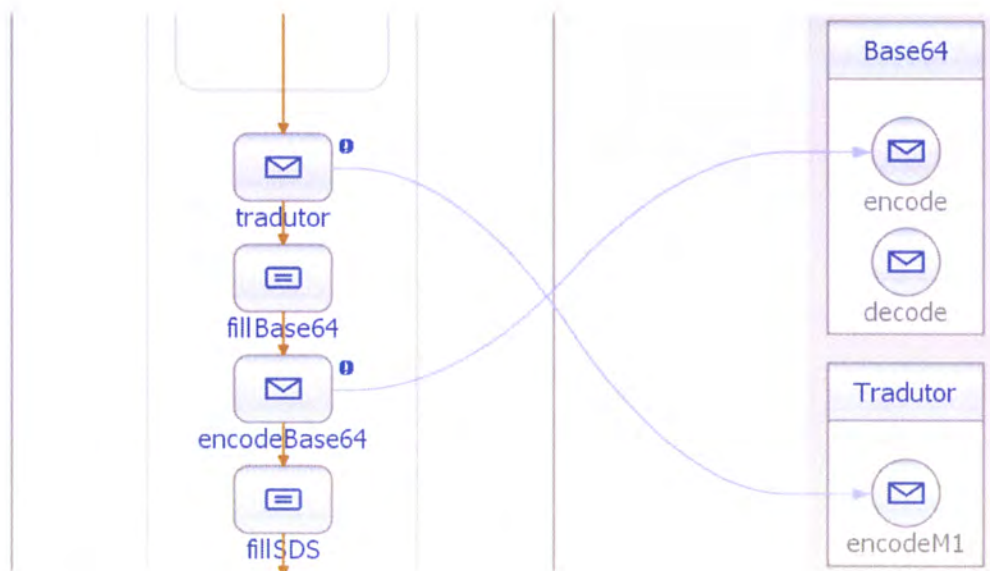 tradutor
fillBase64
encodeBase64
fillSDS
Base64
encode
decode
Tradutor
encodeM1